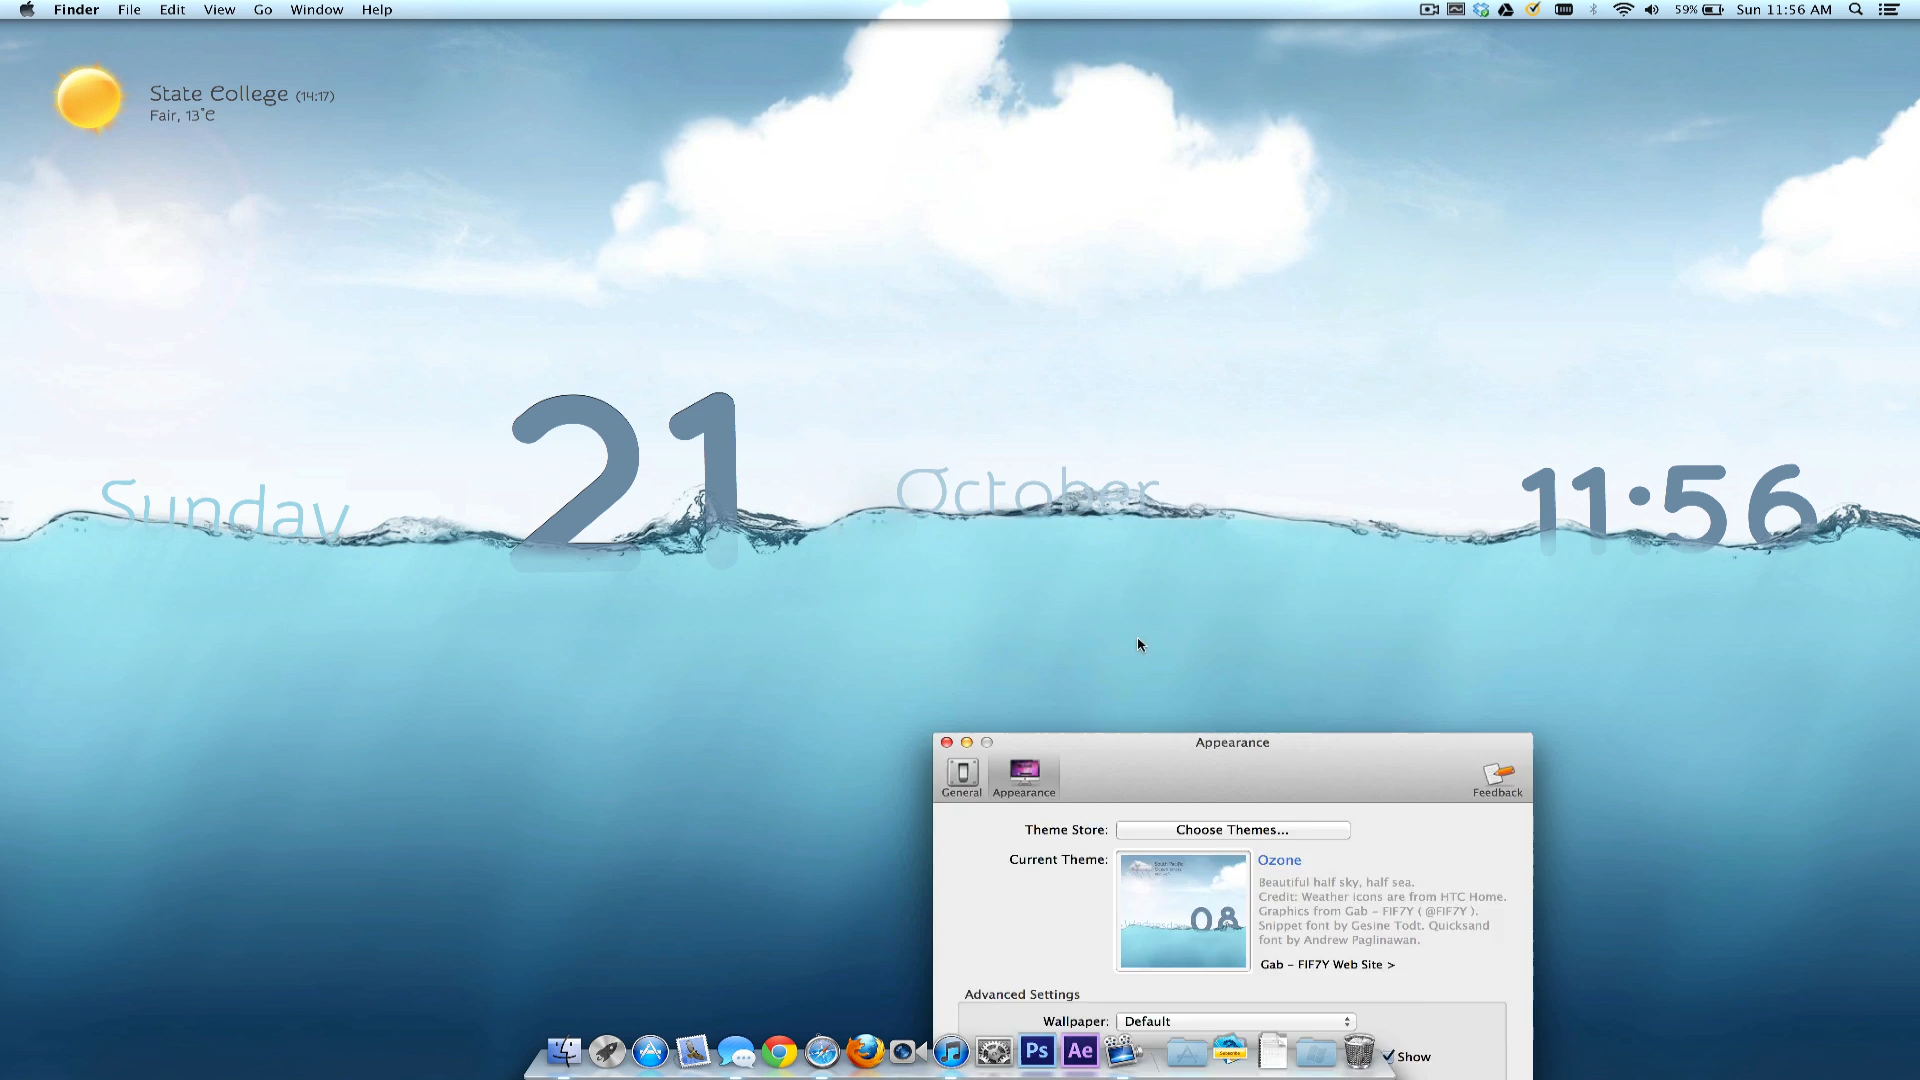 Finder File Edit View Go Window Help
59% Sun 11:56 AM
State College (14:17)
Fair, 13°C
Sunday
21
October
11:56
Appearance
General
Appearance
Feedback
Theme Store:
Choose Themes...
Current Theme:
Ozone
Beautiful half sky, half sea.
Credit: Weather icons are from HTC Home.
Graphics from Gab – FIF7Y ( @FIF7Y ).
Snippet font by Gesine Todt. Quicksand
font by Andrew Paglinawan.
Gab – FIF7Y Web Site >
08
Advanced Settings
Wallpaper:
Default
Show
Ps
Ae
Subscribe